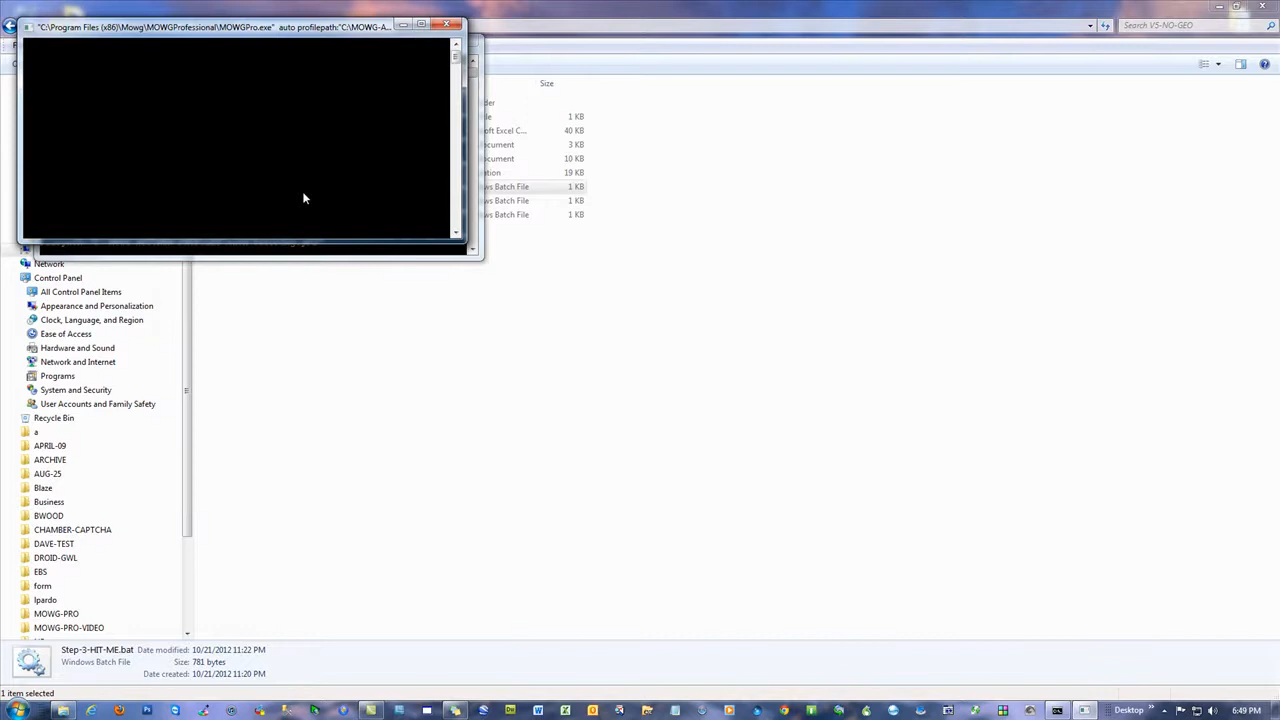 "C:\Program Files (x86)\Mowg\MOWGProfessional\MOWGPro.exe" auto profilepath:"C:\MOWG-A...
Search V5-NO-GEO
Size
der
le 1 KB
soft Excel C... 40 KB
ocument 3 KB
ocument 10 KB
ation 19 KB
ws Batch File 1 KB
ws Batch File 1 KB
ws Batch File 1 KB
Network
Control Panel
All Control Panel Items
Appearance and Personalization
Clock, Language, and Region
Ease of Access
Hardware and Sound
Network and Internet
Programs
System and Security
User Accounts and Family Safety
Recycle Bin
a
APRIL-09
ARCHIVE
AUG-25
Blaze
Business
BWOOD
CHAMBER-CAPTCHA
DAVE-TEST
DROID-GWL
EBS
form
lpardo
MOWG-PRO
MOWG-PRO-VIDEO
Step-3-HIT-ME.bat Date modified: 10/21/2012 11:22 PM
Windows Batch File Size: 781 bytes
Date created: 10/21/2012 11:20 PM
1 item selected
Desktop » 6:49 PM